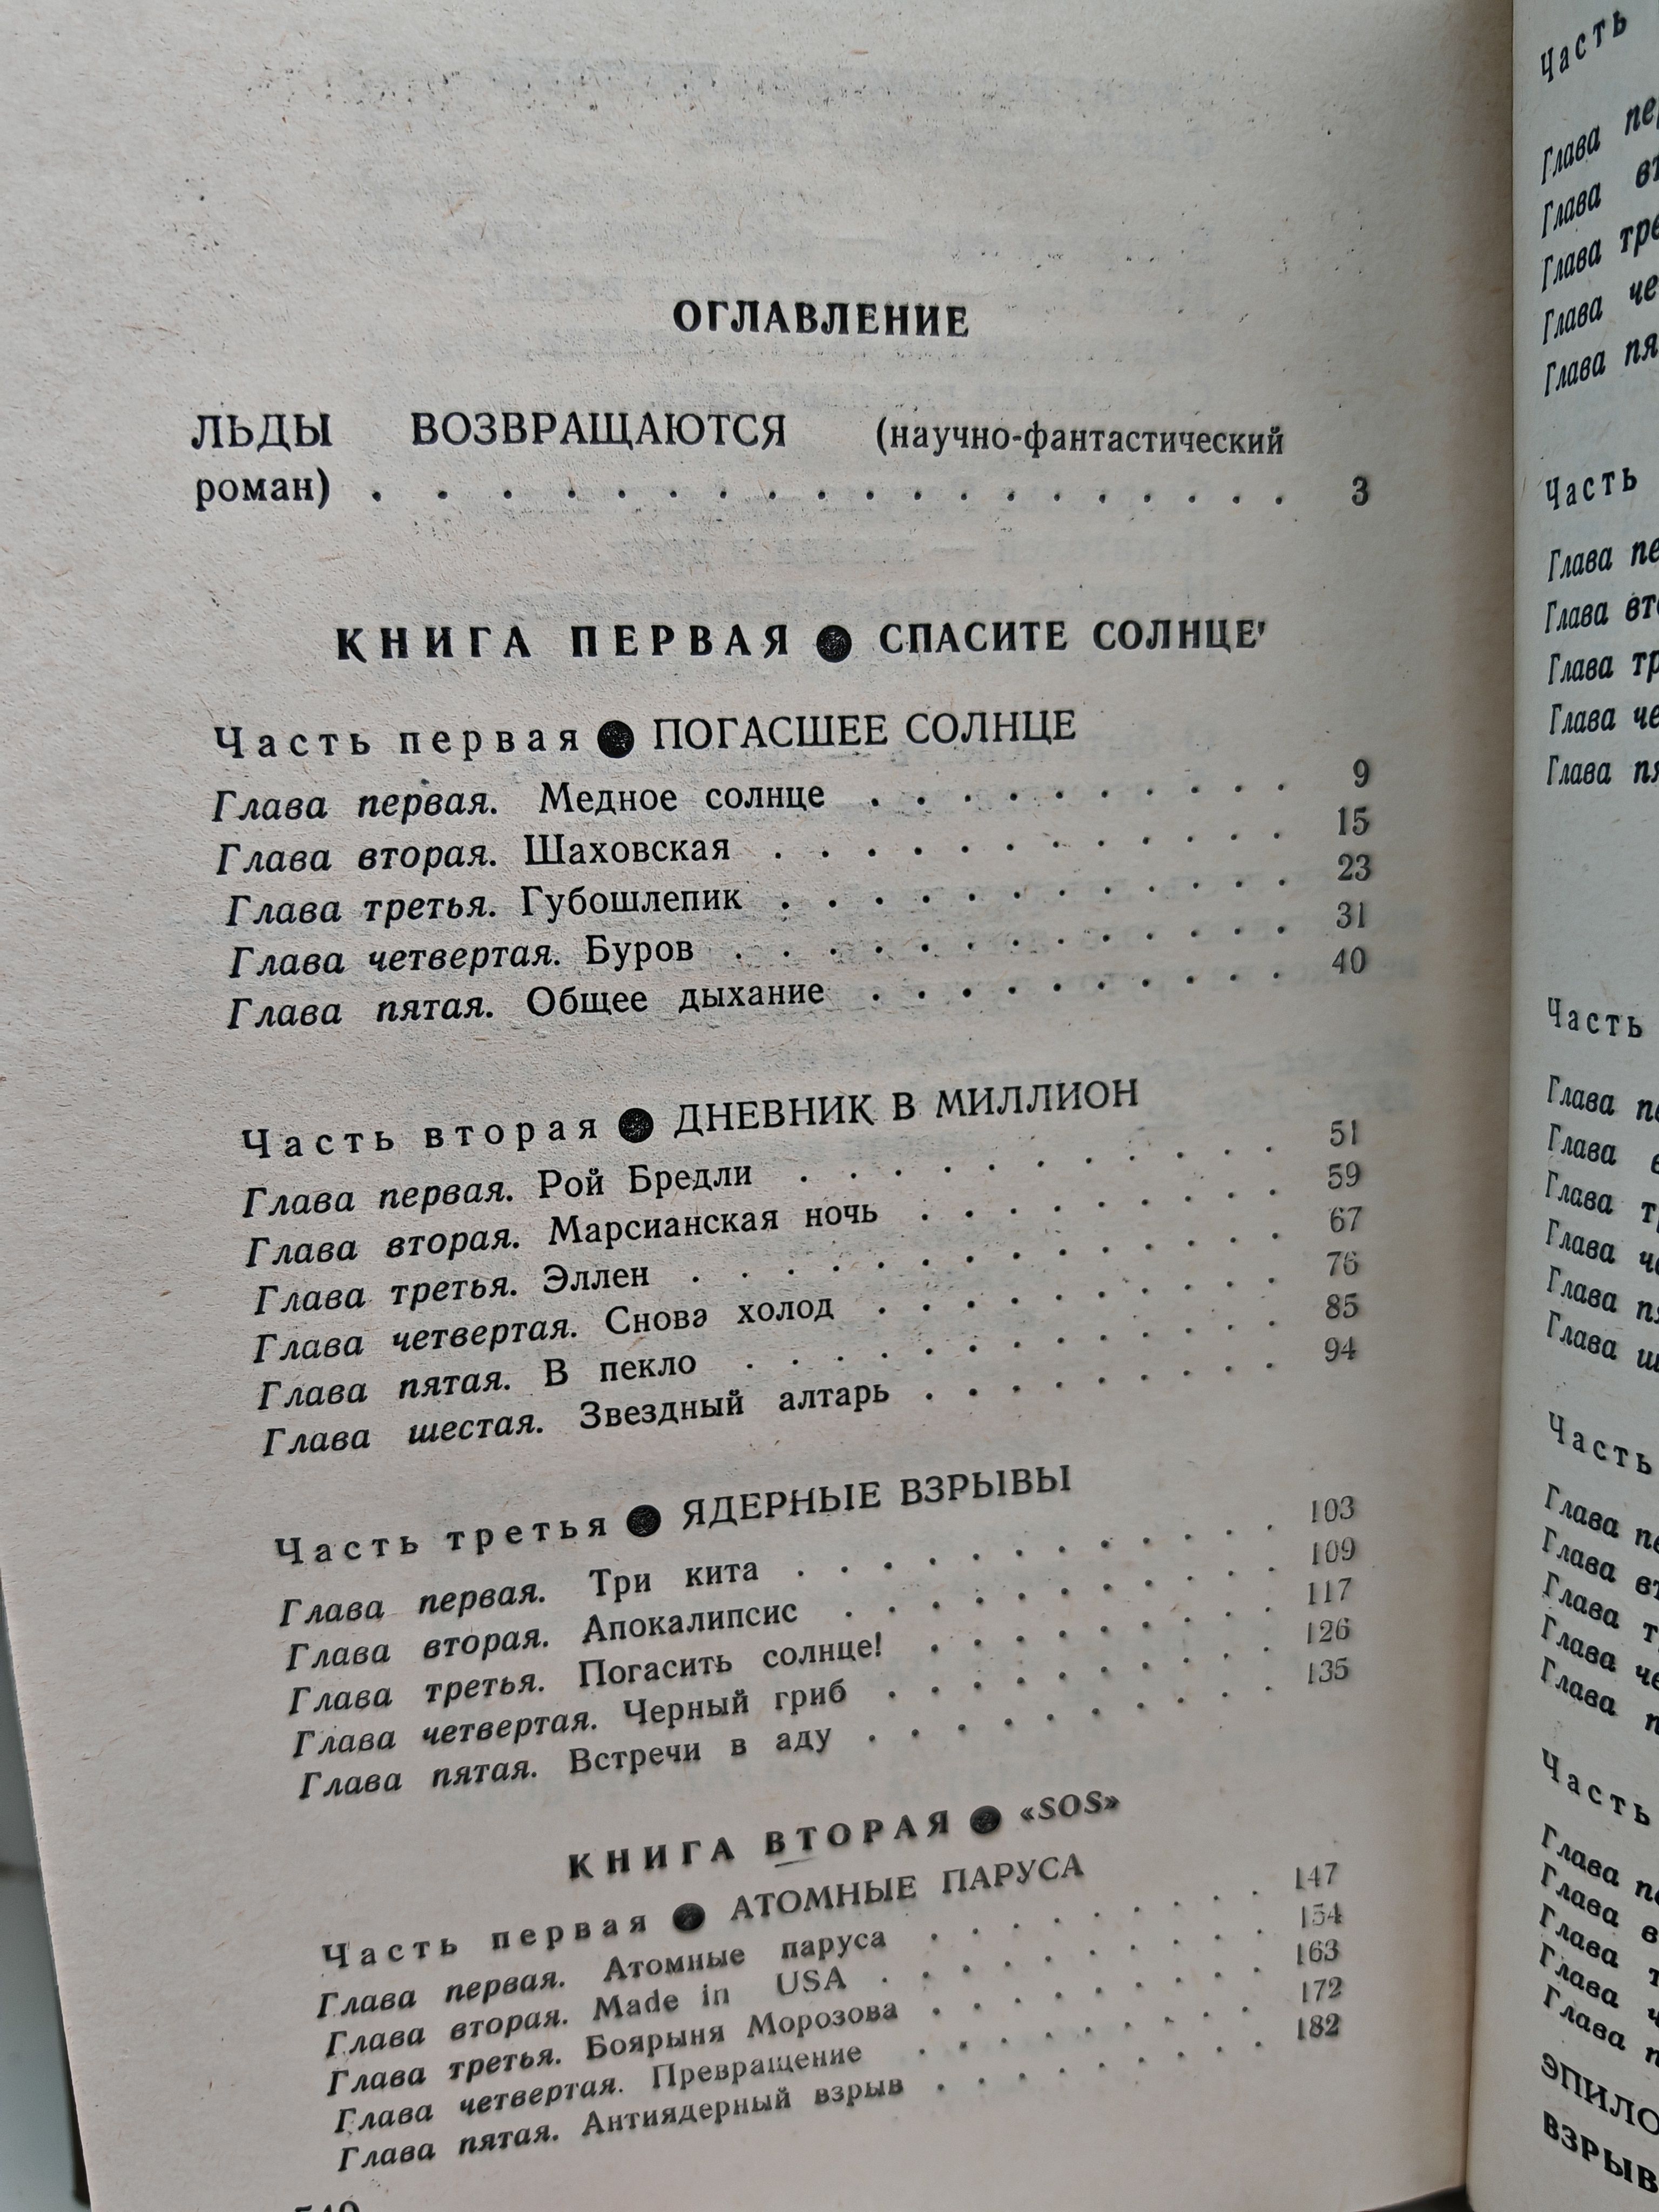 ОГЛАВЛЕНИЕ
ЛЬДЫ ВОЗВРАЩАЮТСЯ (научно-фантастический
роман) . . . . . . . . . . . . . . . . . . 3
КНИГА ПЕРВАЯ ● СПАСИТЕ СОЛНЦЕ!
Часть первая ● ПОГАСШЕЕ СОЛНЦЕ
Глава первая. Медное солнце . . . . . . . . . . 9
Глава вторая. Шаховская . . . . . . . . . . . . 15
Глава третья. Губошлепик . . . . . . . . . . . . 23
Глава четвертая. Буров . . . . . . . . . . . . . 31
Глава пятая. Общее дыхание . . . . . . . . . . 40
Часть вторая ● ДНЕВНИК В МИЛЛИОН
Глава первая. Рой Бредли . . . . . . . . . . . 51
Глава вторая. Марсианская ночь . . . . . . . . . 59
Глава третья. Эллен . . . . . . . . . . . . . . 67
Глава четвертая. Снова холод . . . . . . . . . . 76
Глава пятая. В пекло . . . . . . . . . . . . . 85
Глава шестая. Звездный алтарь . . . . . . . . . 94
Часть третья ● ЯДЕРНЫЕ ВЗРЫВЫ
Глава первая. Три кита . . . . . . . . . . . . 103
Глава вторая. Апокалипсис . . . . . . . . . . . 109
Глава третья. Погасить солнце! . . . . . . . . . 117
Глава четвертая. Черный гриб . . . . . . . . . . 126
Глава пятая. Встречи в аду . . . . . . . . . . 135
КНИГА ВТОРАЯ ● «SOS»
Часть первая ● АТОМНЫЕ ПАРУСА
Глава первая. Атомные паруса . . . . . . . . . 147
Глава вторая. Made in USA . . . . . . . . . . 154
Глава третья. Боярыня Морозова . . . . . . . . 163
Глава четвертая. Превращение . . . . . . . . . 172
Глава пятая. Антиядерный взрыв . . . . . . . . 182
Часть
Глава
Глава
Глава
Глава
Глава
Часть
Глава
Глава
Глава
Глава
Глава
Часть
Глава
Глава
Глава
Глава
Глава
Глава
Часть
Глава
Глава
Глава
Глава
Глава
Часть
Глава
Глава
Глава
Глава
Глава